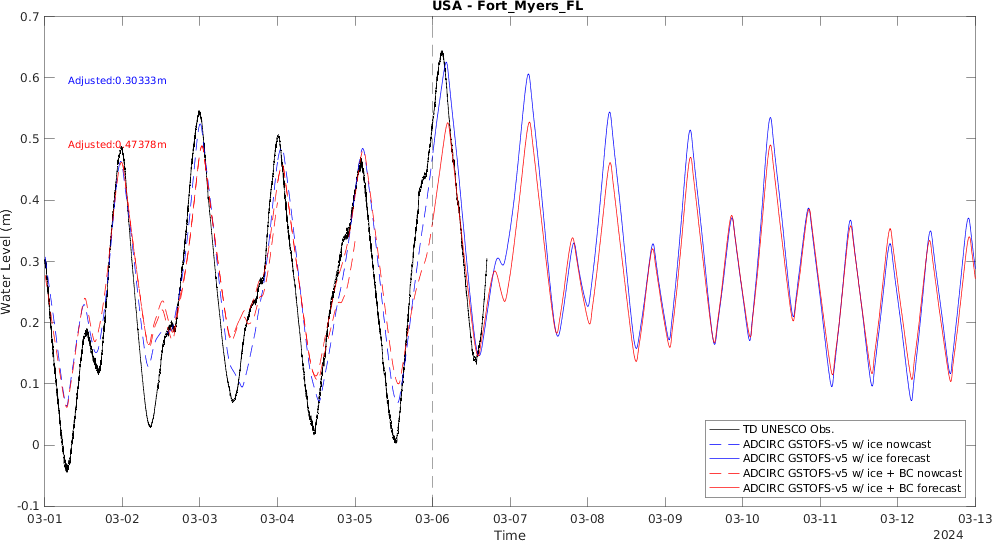 USA - Fort_Myers_FL
0.7
0.6
0.5
0.4
0.3
0.2
0.1
0
-0.1
Water Level (m)
Adjusted:0.30333m
Adjusted:0.47378m
TD UNESCO Obs.
ADCIRC GSTOFS-v5 w/ ice nowcast
ADCIRC GSTOFS-v5 w/ ice forecast
ADCIRC GSTOFS-v5 w/ ice + BC nowcast
ADCIRC GSTOFS-v5 w/ ice + BC forecast
03-01 03-02 03-03 03-04 03-05 03-06 03-07 03-08 03-09 03-10 03-11 03-12 03-13
Time
2024